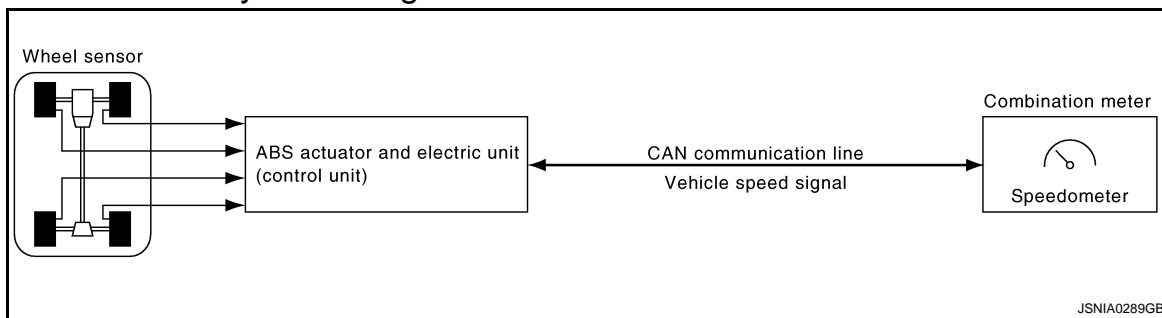 Wheel sensor
ABS actuator and electric unit
(control unit)
CAN communication line
Vehicle speed signal
Combination meter
Speedometer
JSNIA0289GB